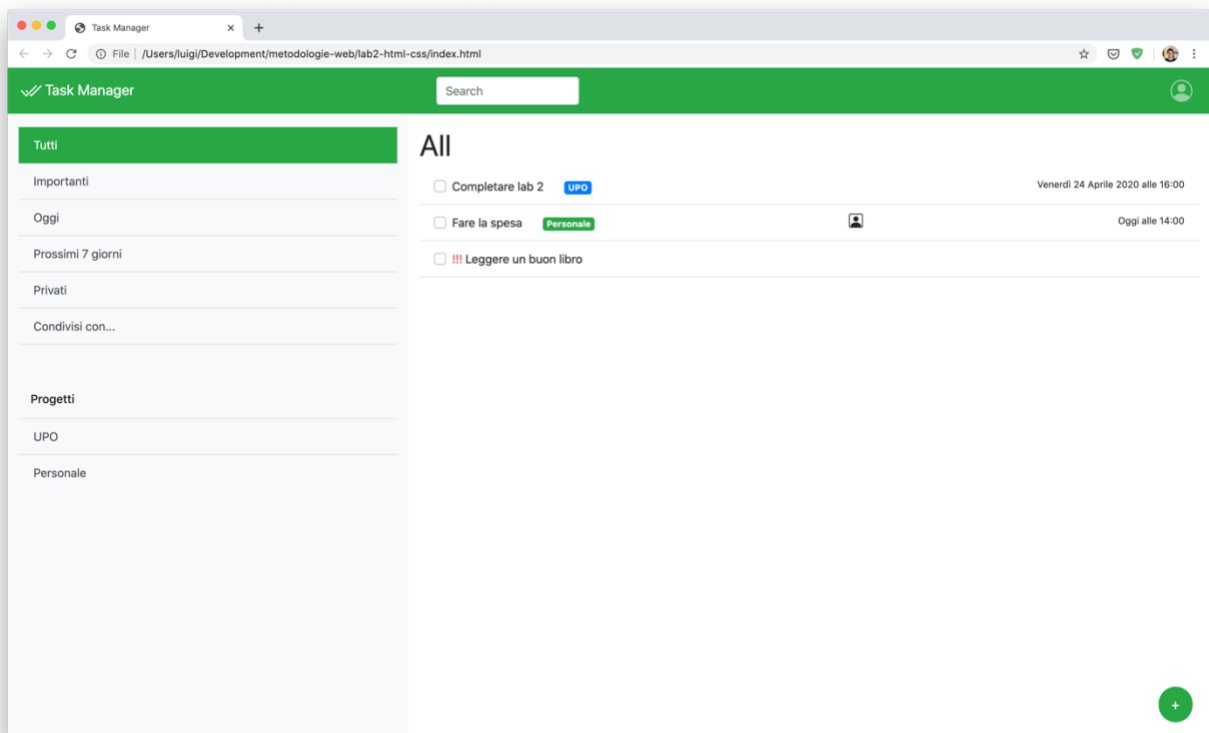 Task Manager
File | /Users/luigi/Development/metodologie-web/lab2-html-css/index.html
Task Manager
Search
Tutti
Importanti
Oggi
Prossimi 7 giorni
Privati
Condivisi con...
Progetti
UPO
Personale
All
Completare lab 2 UPO Venerdì 24 Aprile 2020 alle 16:00
Fare la spesa Personale Oggi alle 14:00
!!! Leggere un buon libro
+